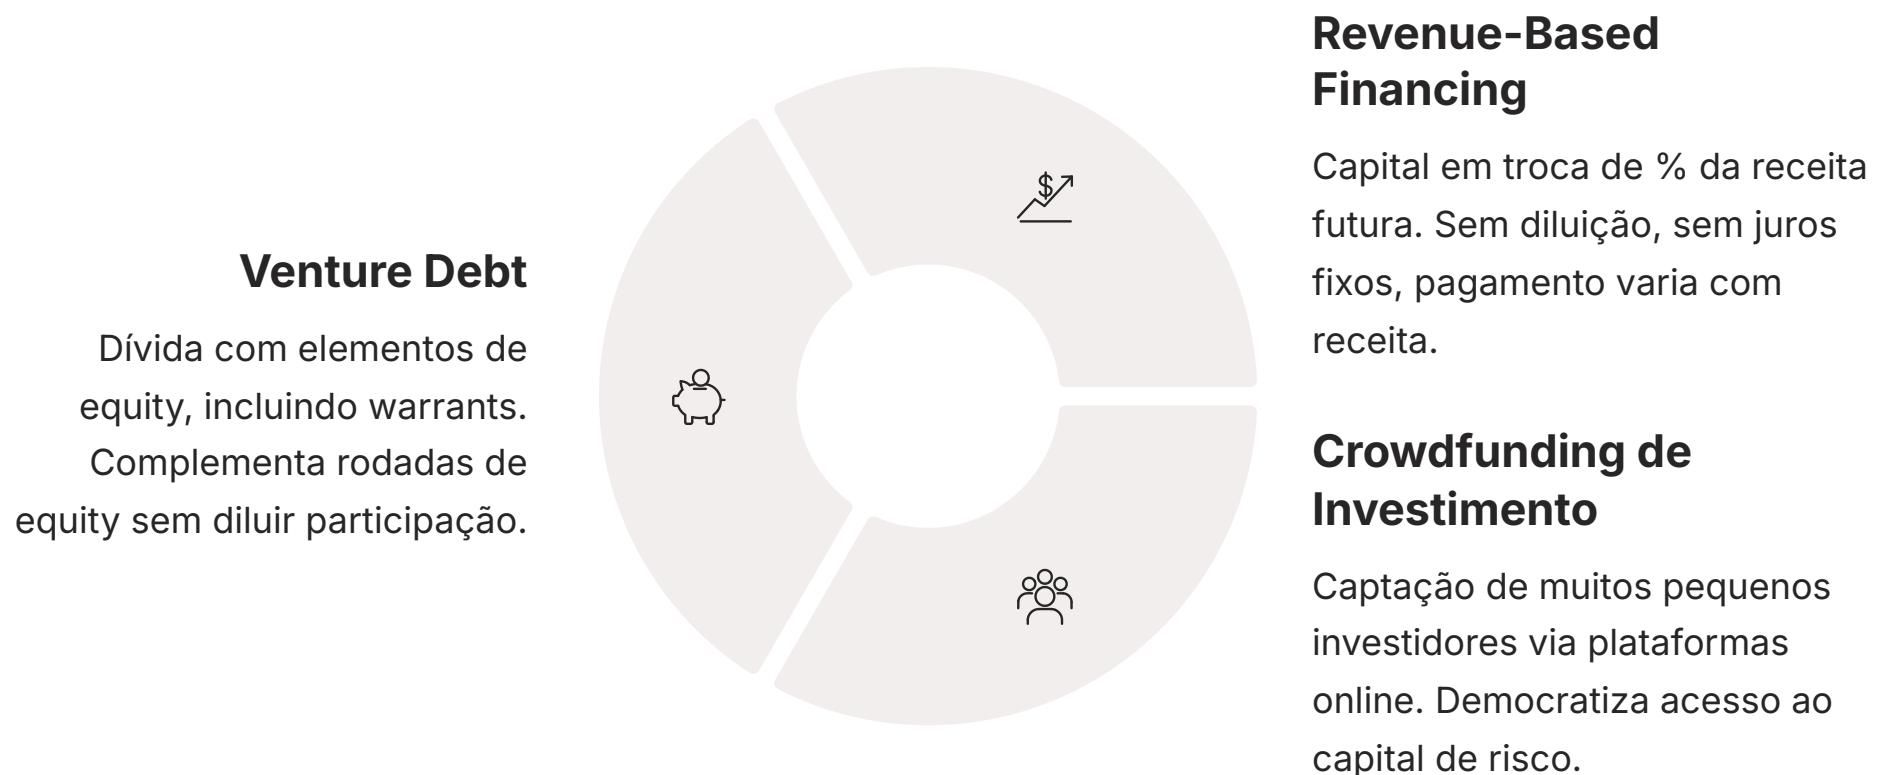 Revenue-Based
Financing
Capital em troca de % da receita
futura. Sem diluição, sem juros
fixos, pagamento varia com
receita.
Venture Debt
Dívida com elementos de
equity, incluindo warrants.
Complementa rodadas de
equity sem diluir participação.
Crowdfunding de
Investimento
Captação de muitos pequenos
investidores via plataformas
online. Democratiza acesso ao
capital de risco.